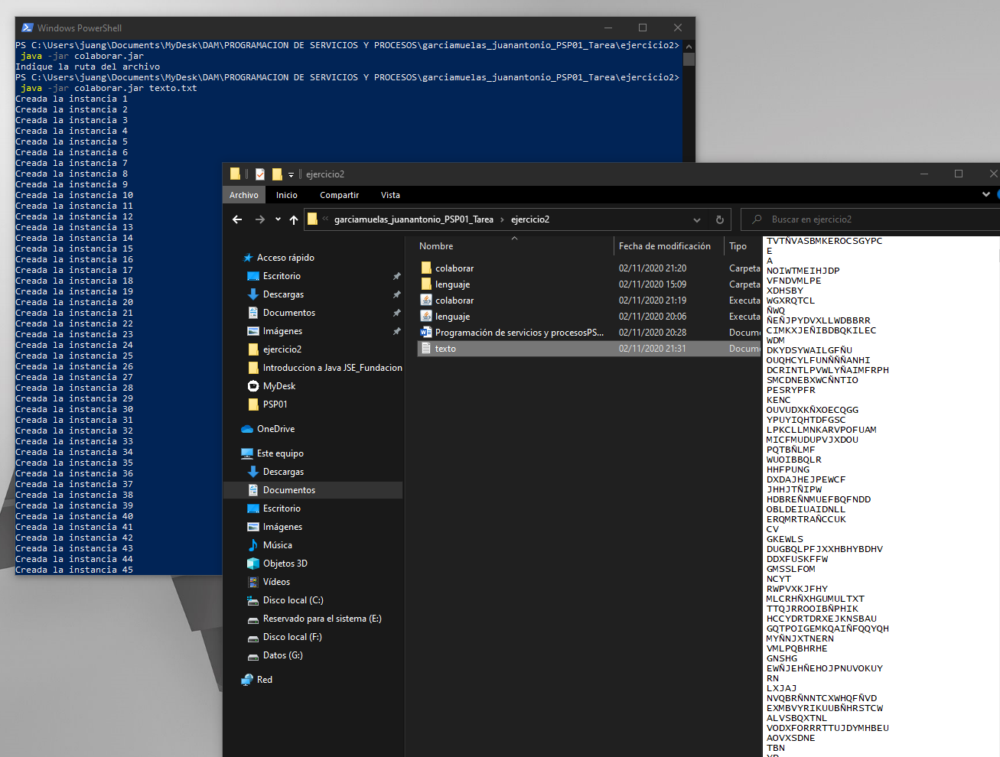 Windows PowerShell
PS C:\Users\juang\Documents\MyDesk\DAM\PROGRAMACION DE SERVICIOS Y PROCESOS\garciamuelas_juanantonio_PSP01_Tarea\ejercicio2>
java -jar colaborar.jar
Indique la ruta del archivo
PS C:\Users\juang\Documents\MyDesk\DAM\PROGRAMACION DE SERVICIOS Y PROCESOS\garciamuelas_juanantonio_PSP01_Tarea\ejercicio2>
java -jar colaborar.jar texto.txt
Creada la instancia 1
Creada la instancia 2
Creada la instancia 3
Creada la instancia 4
Creada la instancia 5
Creada la instancia 6
Creada la instancia 7
Creada la instancia 8
Creada la instancia 9
Creada la instancia 10
Creada la instancia 11
Creada la instancia 12
Creada la instancia 13
Creada la instancia 14
Creada la instancia 15
Creada la instancia 16
Creada la instancia 17
Creada la instancia 18
Creada la instancia 19
Creada la instancia 20
Creada la instancia 21
Creada la instancia 22
Creada la instancia 23
Creada la instancia 24
Creada la instancia 25
Creada la instancia 26
Creada la instancia 27
Creada la instancia 28
Creada la instancia 29
Creada la instancia 30
Creada la instancia 31
Creada la instancia 32
Creada la instancia 33
Creada la instancia 34
Creada la instancia 35
Creada la instancia 36
Creada la instancia 37
Creada la instancia 38
Creada la instancia 39
Creada la instancia 40
Creada la instancia 41
Creada la instancia 42
Creada la instancia 43
Creada la instancia 44
Creada la instancia 45
ejercicio2
Archivo Inicio Compartir Vista
garciamuelas_juanantonio_PSP01_Tarea > ejercicio2
Buscar en ejercicio2
Acceso rápido
Escritorio
Descargas
Documentos
Imágenes
ejercicio2
Introduccion a Java JSE_Fundacion
MyDesk
PSP01
OneDrive
Este equipo
Descargas
Documentos
Escritorio
Imágenes
Música
Objetos 3D
Vídeos
Disco local (C:)
Reservado para el sistema (E:)
Disco local (F:)
Datos (G:)
Red
Nombre Fecha de modificación Tipo
colaborar 02/11/2020 21:20 Carpeta
lenguaje 02/11/2020 15:09 Carpeta
colaborar 02/11/2020 21:19 Executa
lenguaje 02/11/2020 20:06 Executa
Programación de servicios y procesosPS... 02/11/2020 20:28 Docum
texto 02/11/2020 21:31 Docum
TVTÑVASBMKEROCSGYPC
E
A
NOIWTMEIHJDP
VFNDVMLPE
XDHSBY
WGXRQTCL
ÑWQ
ÑEÑJPYDVXLLWDBBRR
CIMKXJEÑIBDBQKILEC
WDM
DKYDSYWAILGFÑU
OUQHCYLFUNÑÑÑANHI
DCRINTLPVWLYÑAIMFRPH
SMCDNEBXWCÑNTIO
PESRYPFR
KENC
OUVUDXKÑXOECQGG
YPUYIQHTDFGSC
LPKCLLMNKARVPOFUAM
MICFMUDUPVJXDOU
PQTBÑLMF
WUOIBBQLR
HHFPUNG
DXDAJHEJPEWCF
JHHJTÑIPW
HDBREÑNMUEFBQFNDD
OBLDEIUAIDNLL
ERQMRTRAÑCCUK
CV
GKEWLS
DUGBQLPFJXXHBHYBDHV
DDXFUSKFFW
GMSSLFOM
NCYT
RWPVXKJFHY
MLCRHÑXHGUMULTXT
TTQJRROOIBÑPHIK
HCCYDRTDRXEJKNSBAU
GQTPOIGEMKQAIÑFQQYQH
MYÑNJXTNERN
VMLPQBHRHE
GNSHG
EWÑJEHÑEHOJPNUVOKUY
RN
LXJAJ
NVQBRÑNNTCXWHQFÑVD
EXMBVYRIKUUBÑHRSTCW
ALVSBQXTNL
VODXFORRRTTUJDYMHBEU
AOVXSDNE
TBN